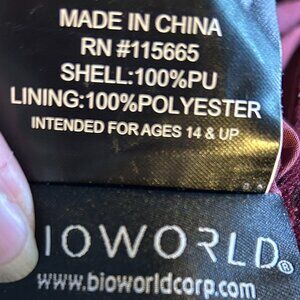 MADE IN CHINA
RN #115665
SHELL:100%PU
LINING:100%POLYESTER
INTENDED FOR AGES 14 & UP
IOWORLD®
www.bioworldcorp.com